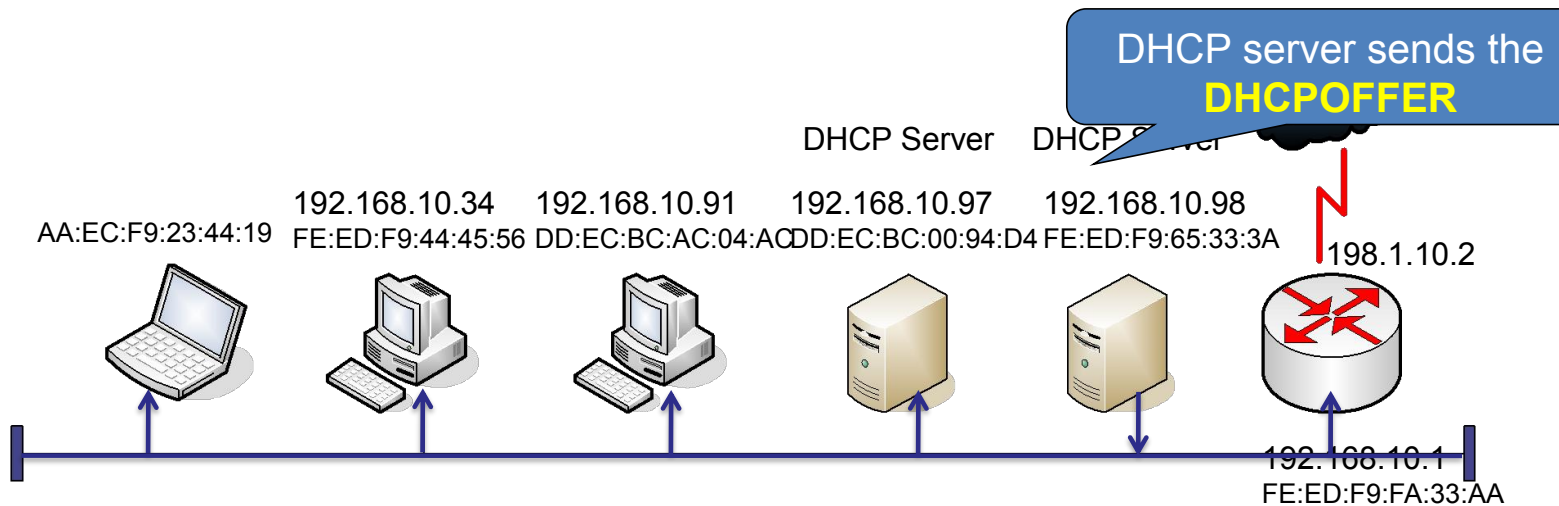 DHCP server sends the
DHCPOFFER
DHCP Server
DHCP
192.168.10.34
192.168.10.91
192.168.10.97
192.168.10.98
AA:EC:F9:23:44:19
FE:ED:F9:44:45:56
DD:EC:BC:AC:04:AC
DD:EC:BC:00:94:D4
FE:ED:F9:65:33:3A
198.1.10.2
192.168.10.1
FE:ED:F9:FA:33:AA